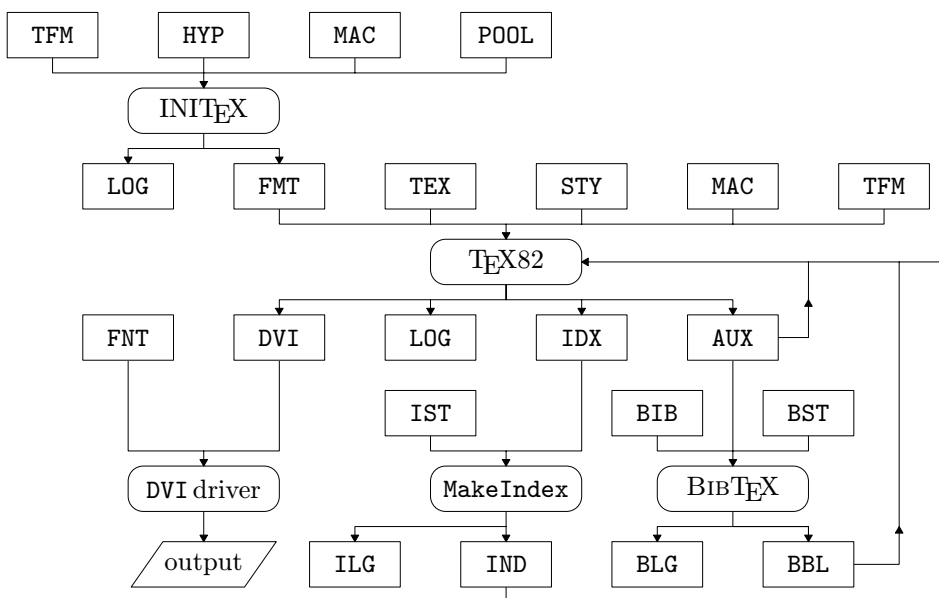 TFM HYP MAC POOL
INITEX
LOG FMT TEX STY MAC TFM
TEX82
FNT DVI LOG IDX AUX
IST BIB BST
DVI driver MakeIndex BIBTEX
output ILG IND BLG BBL